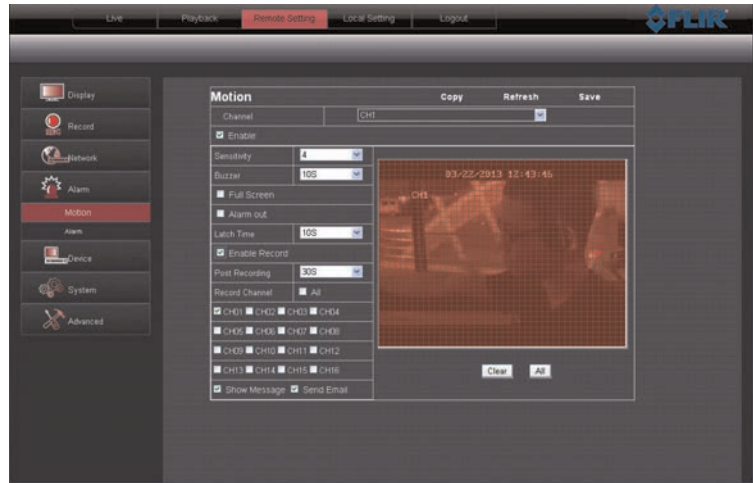 Live Playback Remote Setting Local Setting Logout
FLIR
Display
Record
Network
Alarm
Motion
Alarm
Device
System
Advanced
Motion Copy Refresh Save
Channel CH1
Enable
Sensitivity 4
Buzzer 10S
Full Screen
Alarm out
Latch Time 10S
Enable Record
Post Recording 30S
Record Channel All
CH01 CH02 CH03 CH04
CH05 CH06 CH07 CH08
CH09 CH10 CH11 CH12
CH13 CH14 CH15 CH16
Show Message Send Email
03/22/2013 12:43:46
CH1
Clear All